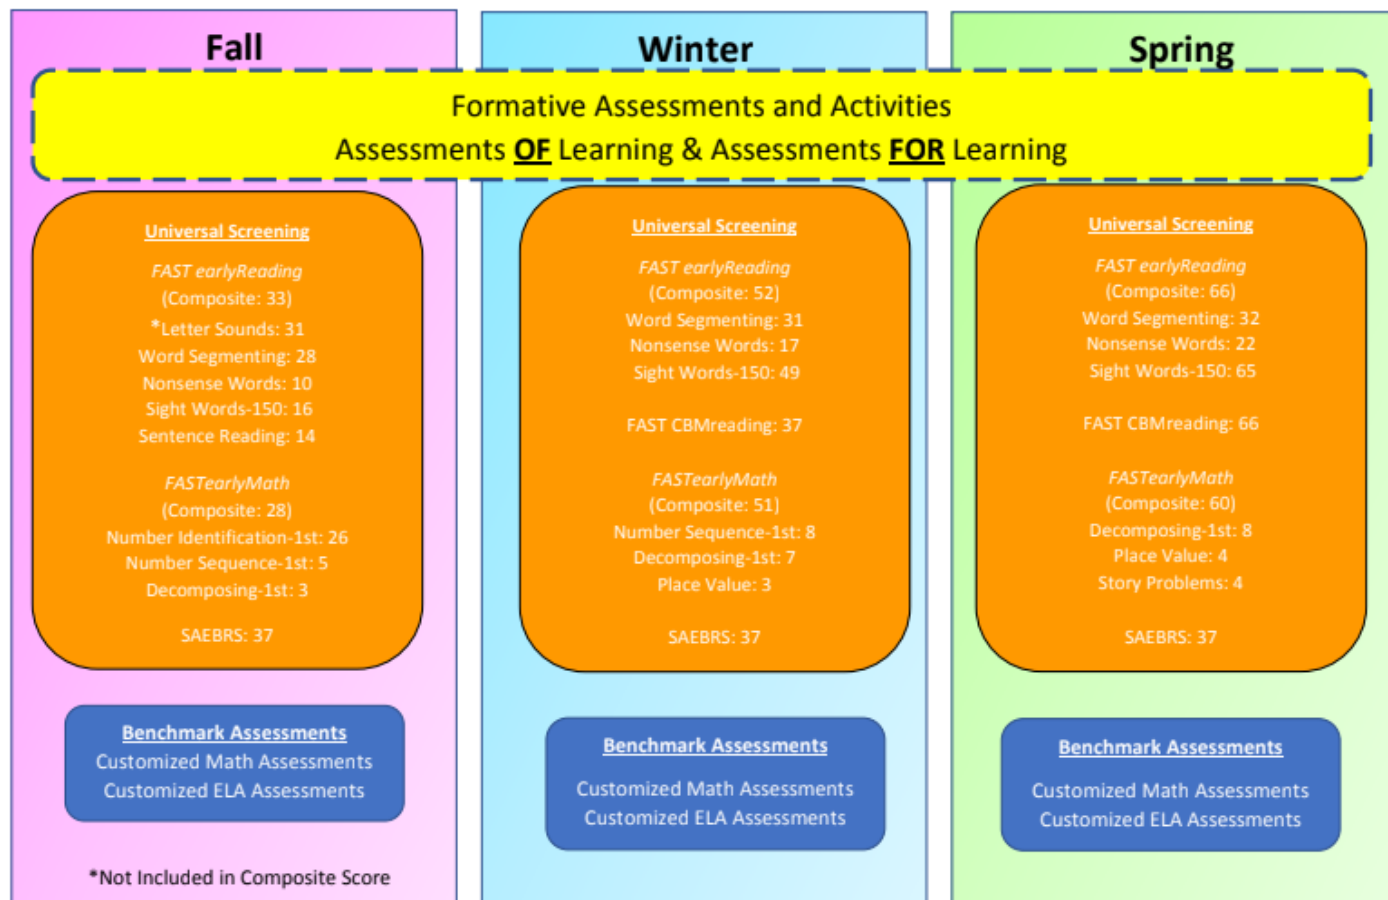 Fall
Winter
Spring
Formative Assessments and Activities
Assessments OF Learning & Assessments FOR Learning
Universal Screening
FAST earlyReading
(Composite: 33)
*Letter Sounds: 31
Word Segmenting: 28
Nonsense Words: 10
Sight Words-150: 16
Sentence Reading: 14
FASTearlyMath
(Composite: 28)
Number Identification-1st: 26
Number Sequence-1st: 5
Decomposing-1st: 3
SAEBRS: 37
Benchmark Assessments
Customized Math Assessments
Customized ELA Assessments
*Not Included in Composite Score
Universal Screening
FAST earlyReading
(Composite: 52)
Word Segmenting: 31
Nonsense Words: 17
Sight Words-150: 49
FAST CBMreading: 37
FASTearlyMath
(Composite: 51)
Number Sequence-1st: 8
Decomposing-1st: 7
Place Value: 3
SAEBRS: 37
Benchmark Assessments
Customized Math Assessments
Customized ELA Assessments
Universal Screening
FAST earlyReading
(Composite: 66)
Word Segmenting: 32
Nonsense Words: 22
Sight Words-150: 65
FAST CBMreading: 66
FASTearlyMath
(Composite: 60)
Decomposing-1st: 8
Place Value: 4
Story Problems: 4
SAEBRS: 37
Benchmark Assessments
Customized Math Assessments
Customized ELA Assessments